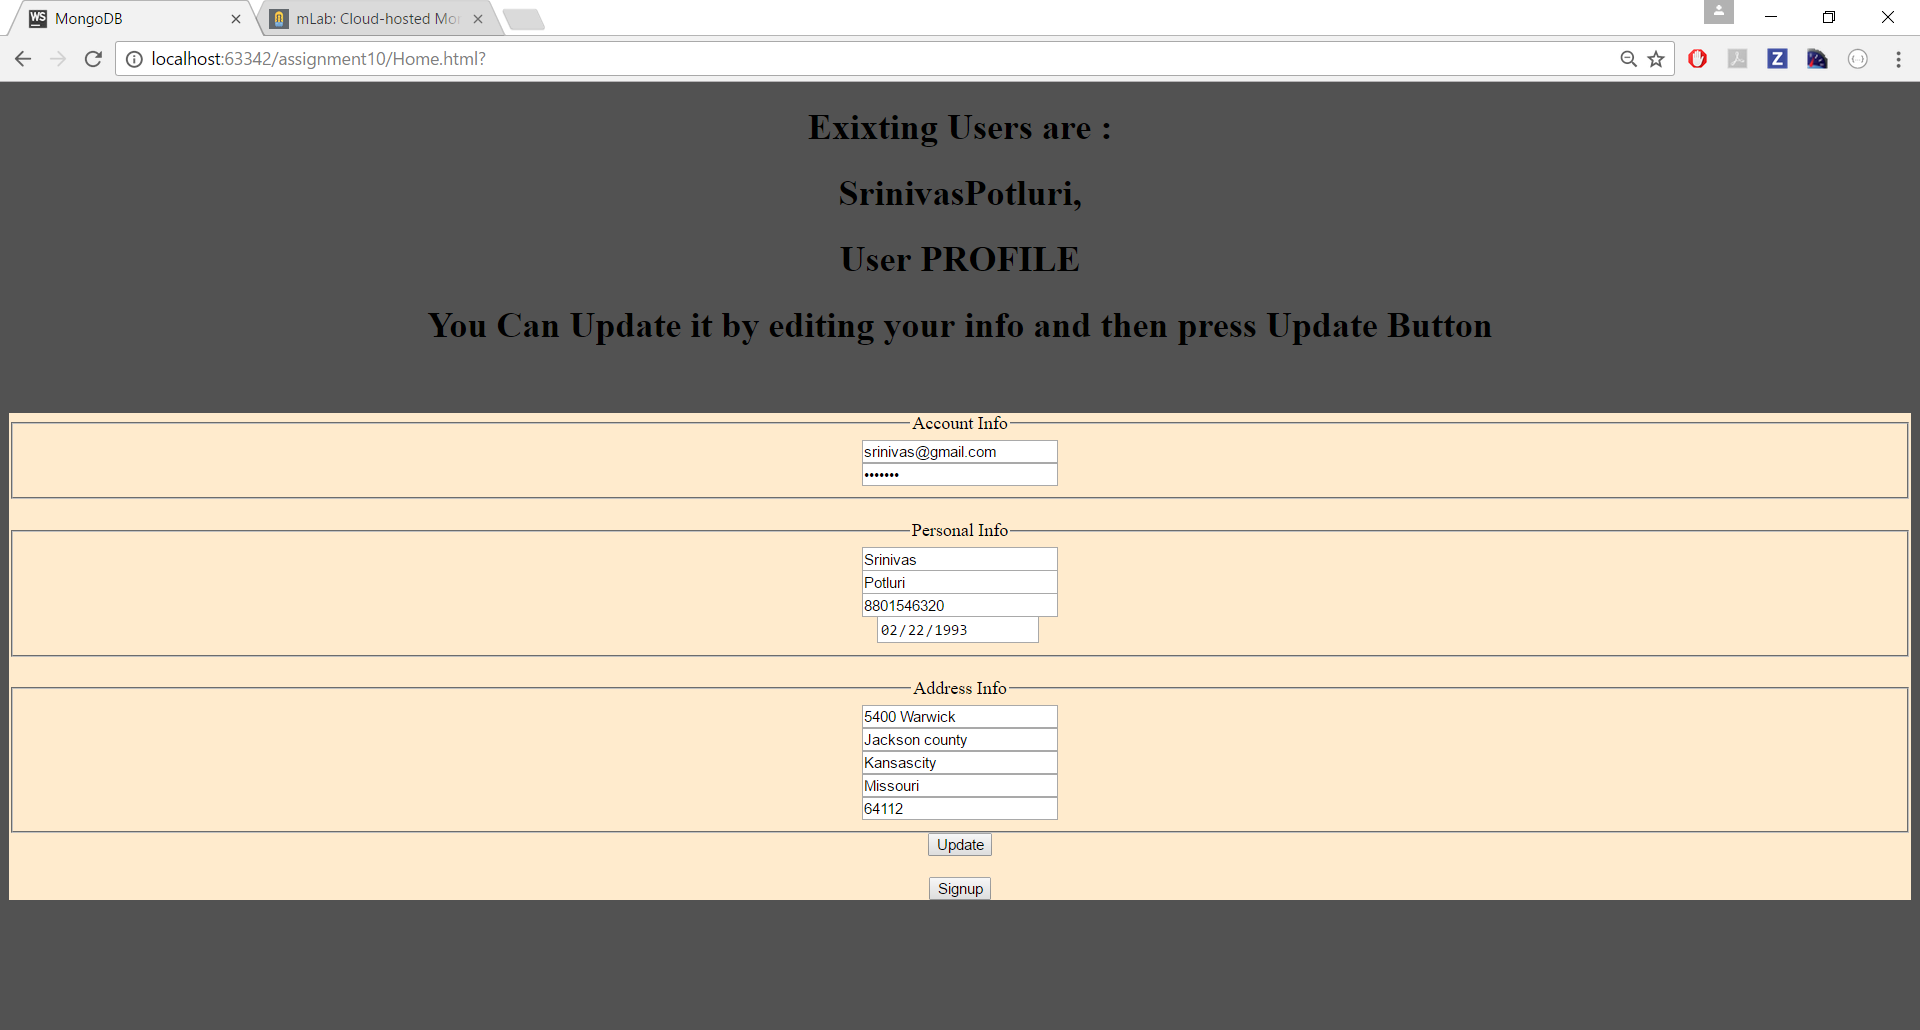 WS MongoDB
mLab: Cloud-hosted Mon
localhost:63342/assignment10/Home.html?
Z
Exixting Users are :
SrinivasPotluri,
User PROFILE
You Can Update it by editing your info and then press Update Button
Account Info
srinivas@gmail.com
•••••••
Personal Info
Srinivas
Potluri
8801546320
02/22/1993
Address Info
5400 Warwick
Jackson county
Kansascity
Missouri
64112
Update
Signup